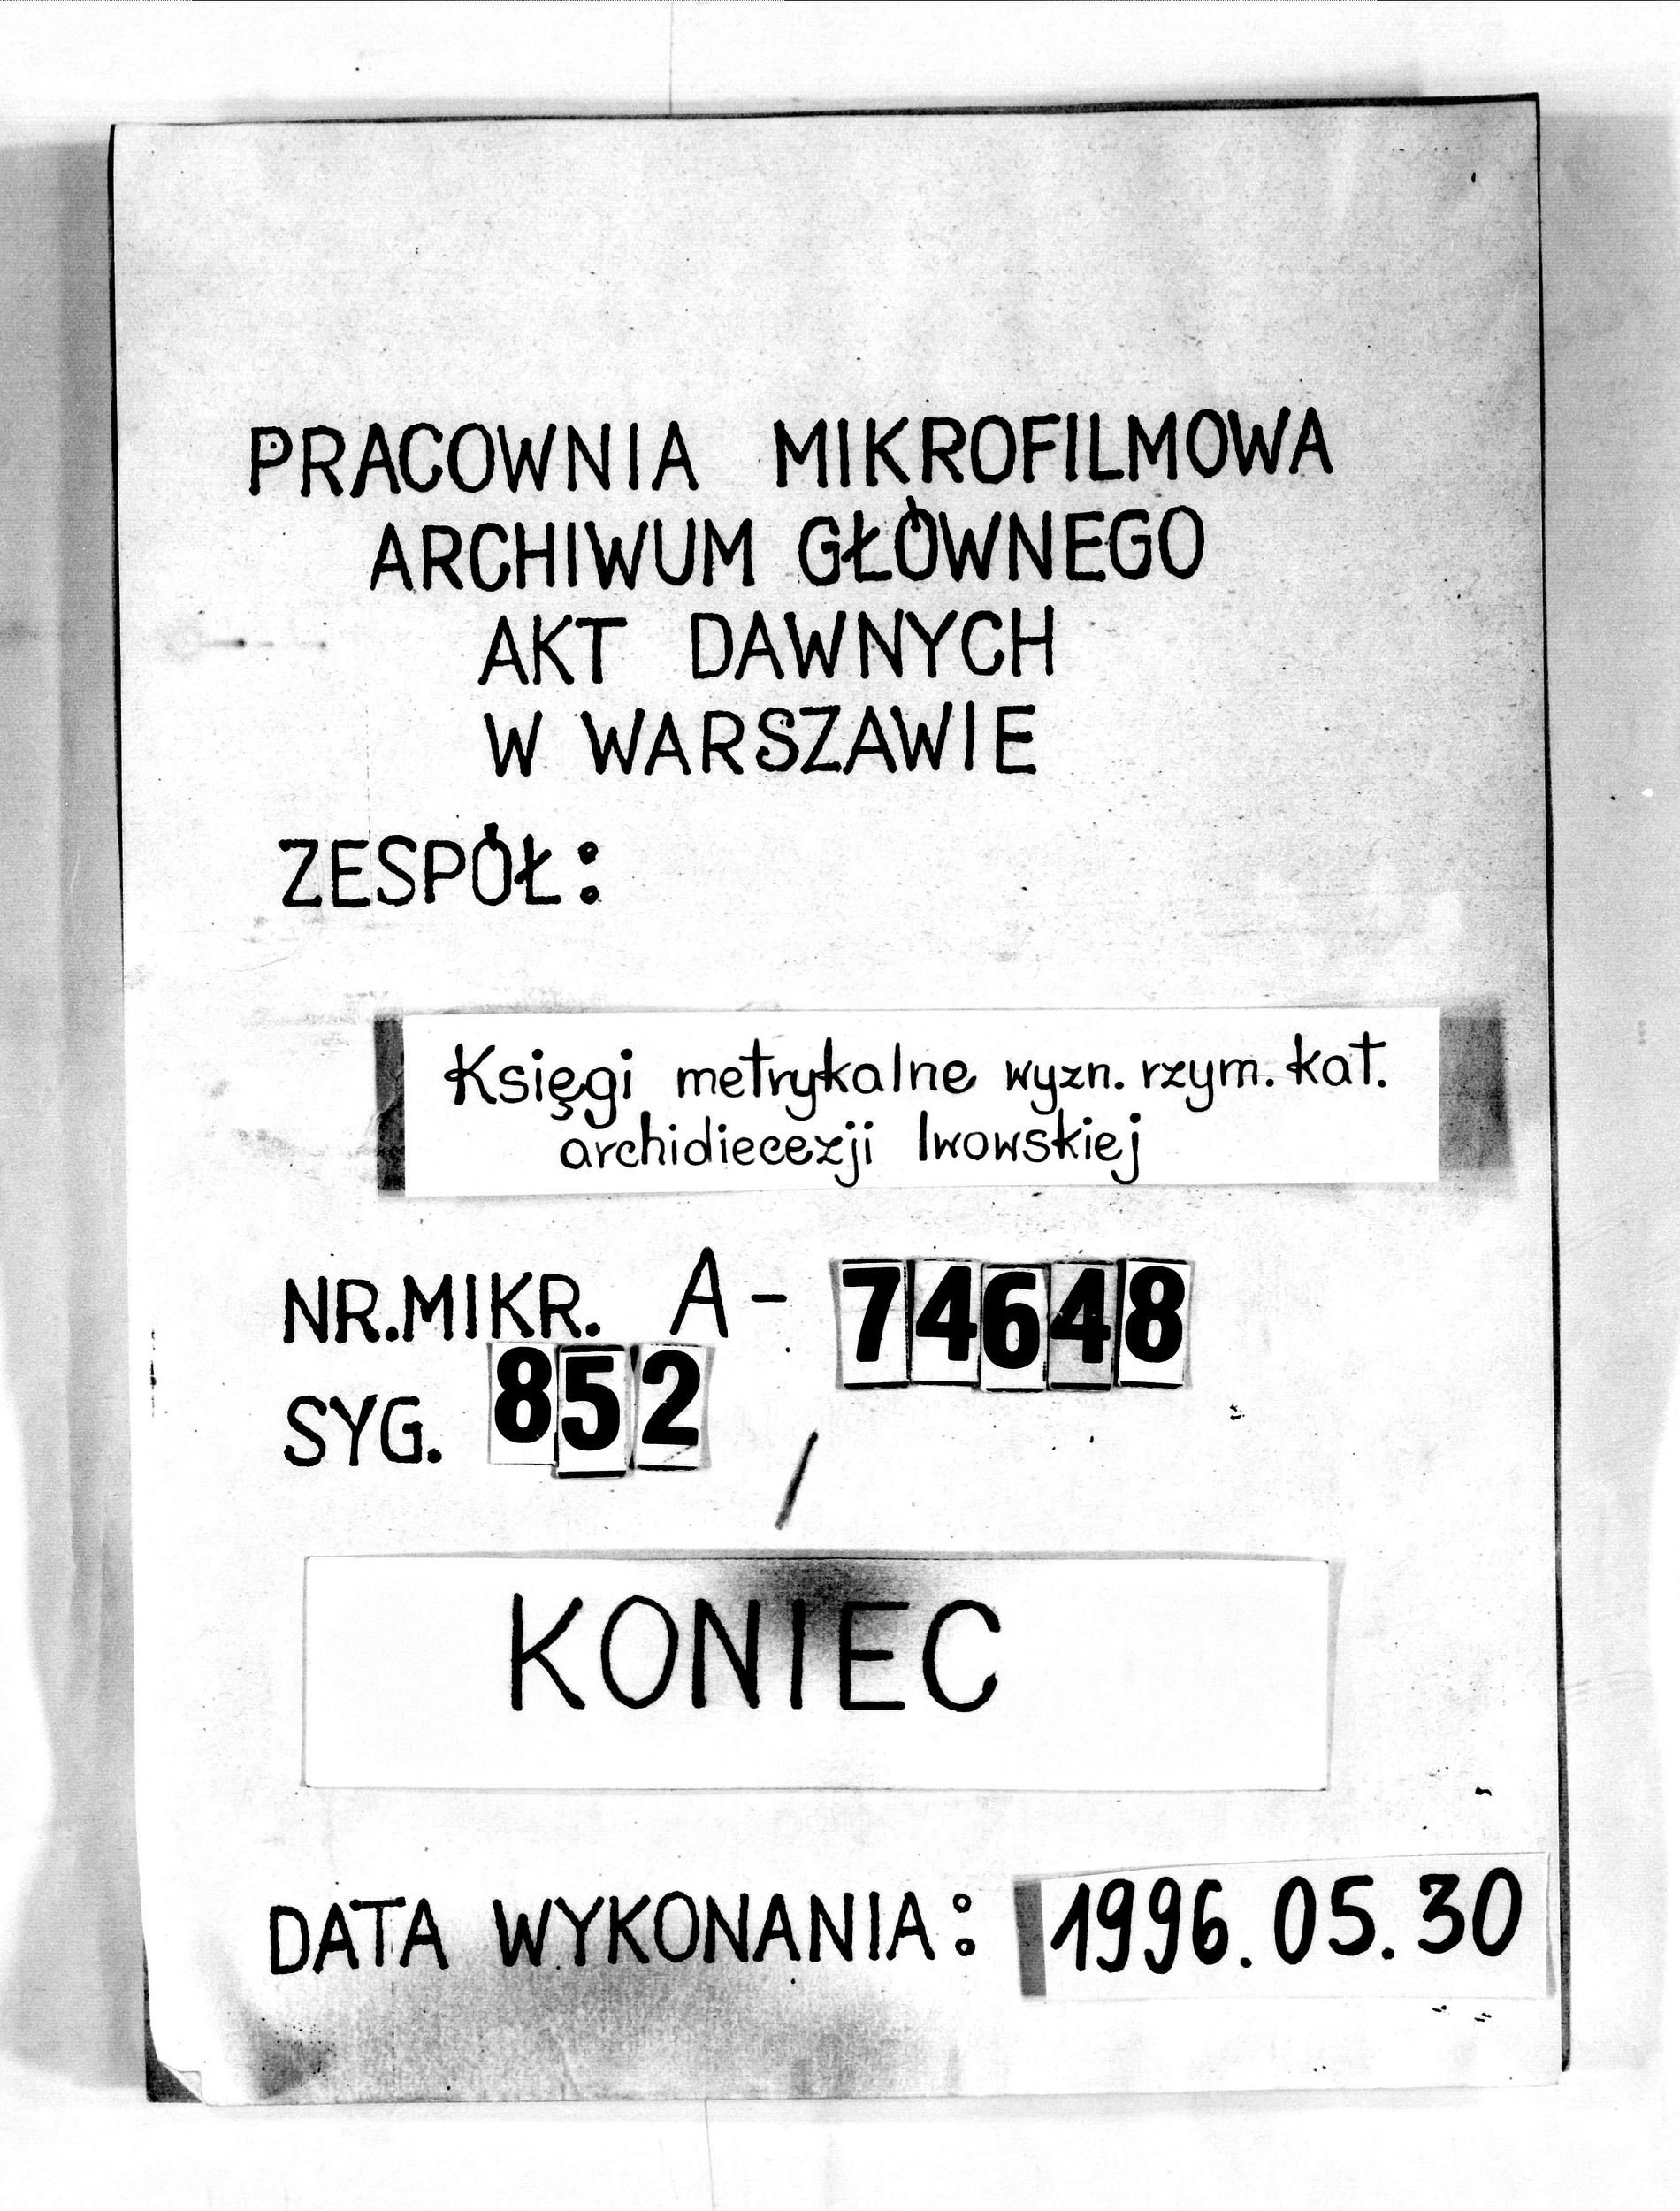 PRACOWNIA MIKROFILMOWA
ARCHIWUM GŁÓWNEGO
AKT DAWNYCH
W WARSZAWIE
ZESPÓŁ:
Księgi metrykalne wyzn. rzym. kat.
archidiecezji lwowskiej
NR.MIKR. A- 74648
SYG. 852
KONIEC
DATA WYKONANIA: 1996.05.30